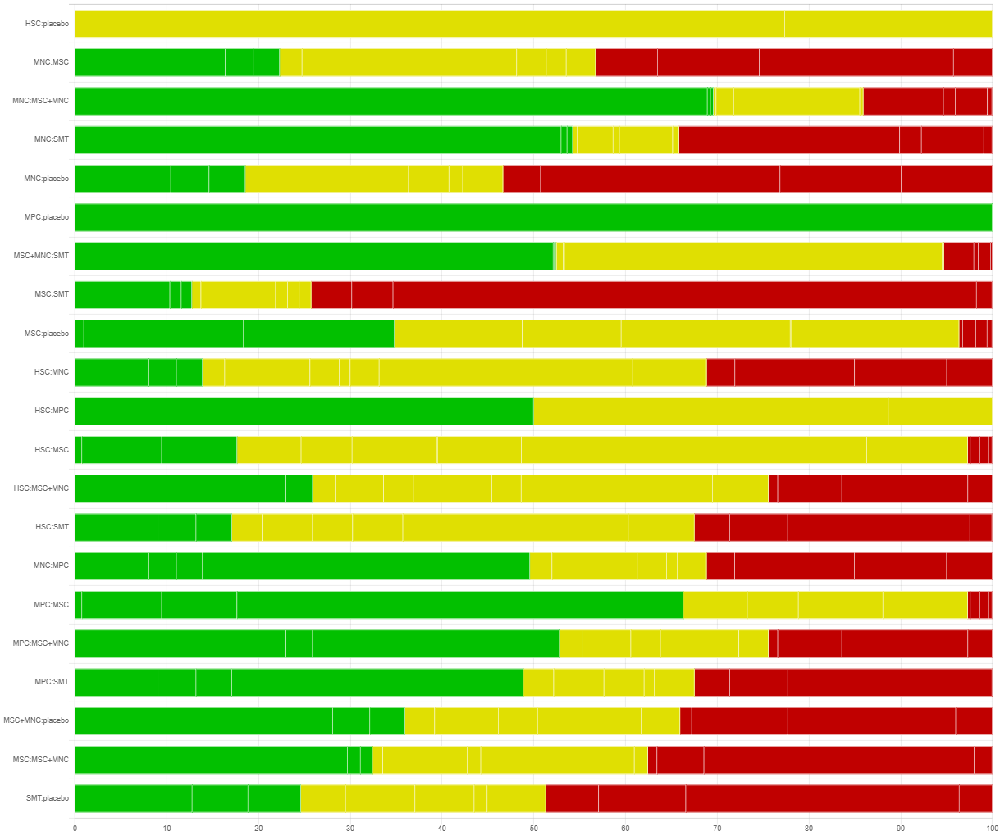 HSC:placebo
MNC:MSC
MNC:MSC+MNC
MNC:SMT
MNC:placebo
MPC:placebo
MSC+MNC:SMT
MSC:SMT
MSC:placebo
HSC:MNC
HSC:MPC
HSC:MSC
HSC:MSC+MNC
HSC:SMT
MNC:MPC
MPC:MSC
MPC:MSC+MNC
MPC:SMT
MSC+MNC:placebo
MSC:MSC+MNC
SMT:placebo
0 10 20 30 40 50 60 70 80 90 100